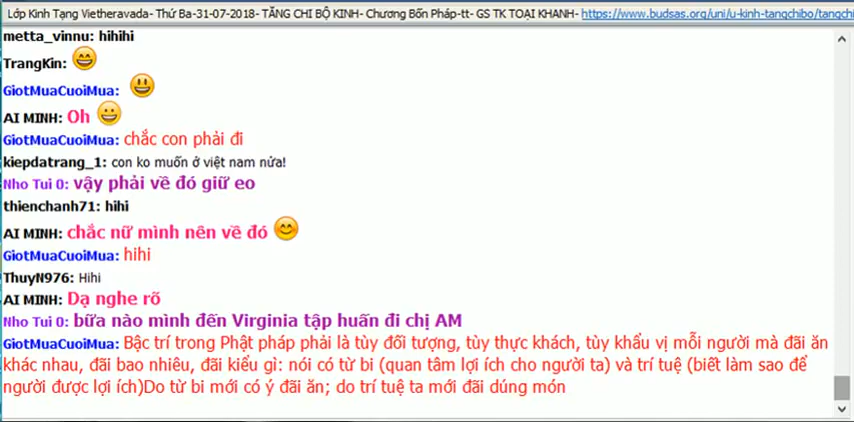 Lớp Kinh Tạng Vietheravada- Thứ Ba-31-07-2018- TĂNG CHI BỘ KINH- Chương Bốn Pháp-tt- GS TK TOẠI KHANH- https://www.budsas.org/uni/u-kinh-tangchibo/tangchi
metta_vinnu: hihihi
TrangKin: 😄
GiotMuaCuoiMua: 😃
AI MINH: Oh 😀
GiotMuaCuoiMua: chắc con phải đi
kiepdatrang_1: con ko muốn ở việt nam nửa!
Nho Tui 0: vậy phải về đó giữ eo
thienchanh71: hihi
AI MINH: chắc nữ mình nên về đó 😊
GiotMuaCuoiMua: hihi
ThuyN976: Hihi
AI MINH: Dạ nghe rõ
Nho Tui 0: bữa nào mình đến Virginia tập huấn đi chị AM
GiotMuaCuoiMua: Bậc trí trong Phật pháp phải là tùy đối tượng, tùy thực khách, tùy khẩu vị mỗi người mà đãi ăn
khác nhau, đãi bao nhiêu, đãi kiểu gì: nói có từ bi (quan tâm lợi ích cho người ta) và trí tuệ (biết làm sao để
người được lợi ích)Do từ bi mới có ý đãi ăn; do trí tuệ ta mới đãi dúng món